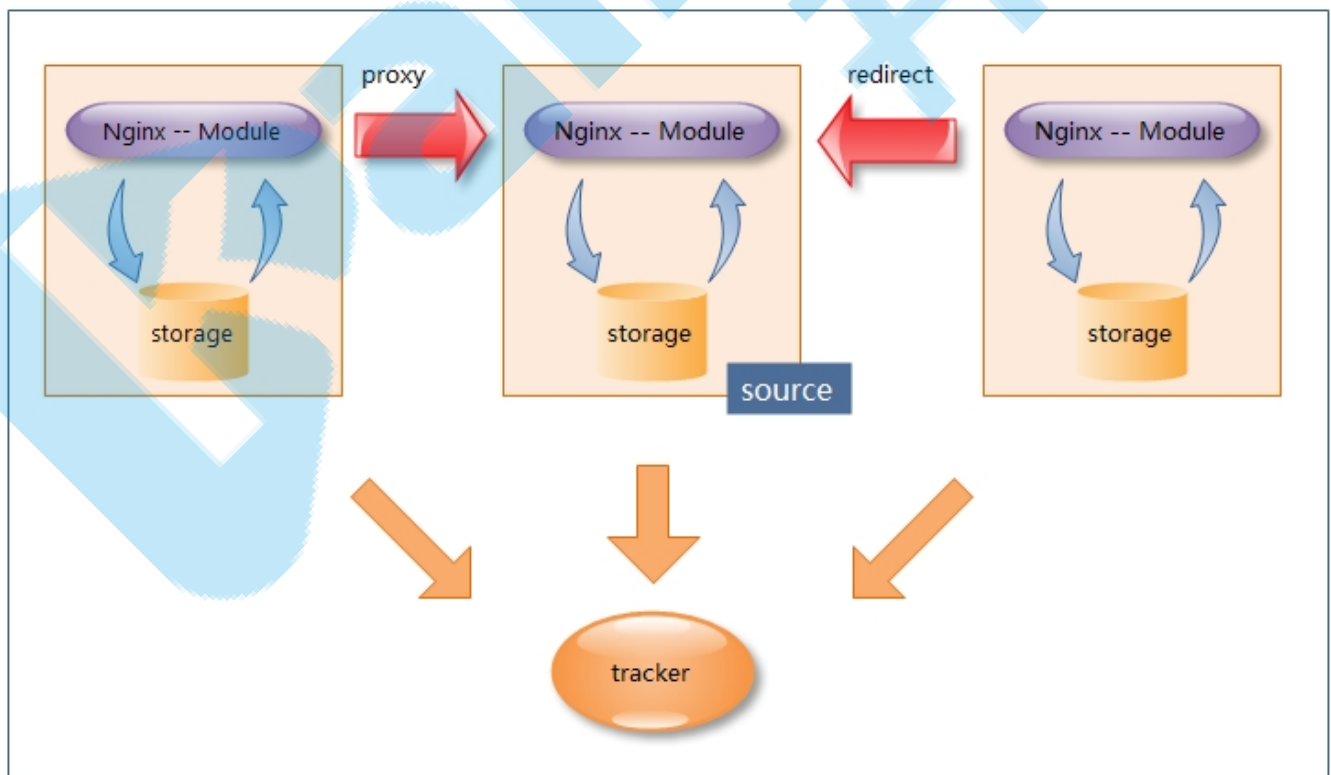 proxy
redirect
Nginx -- Module
Nginx -- Module
Nginx -- Module
storage
storage
storage
source
tracker